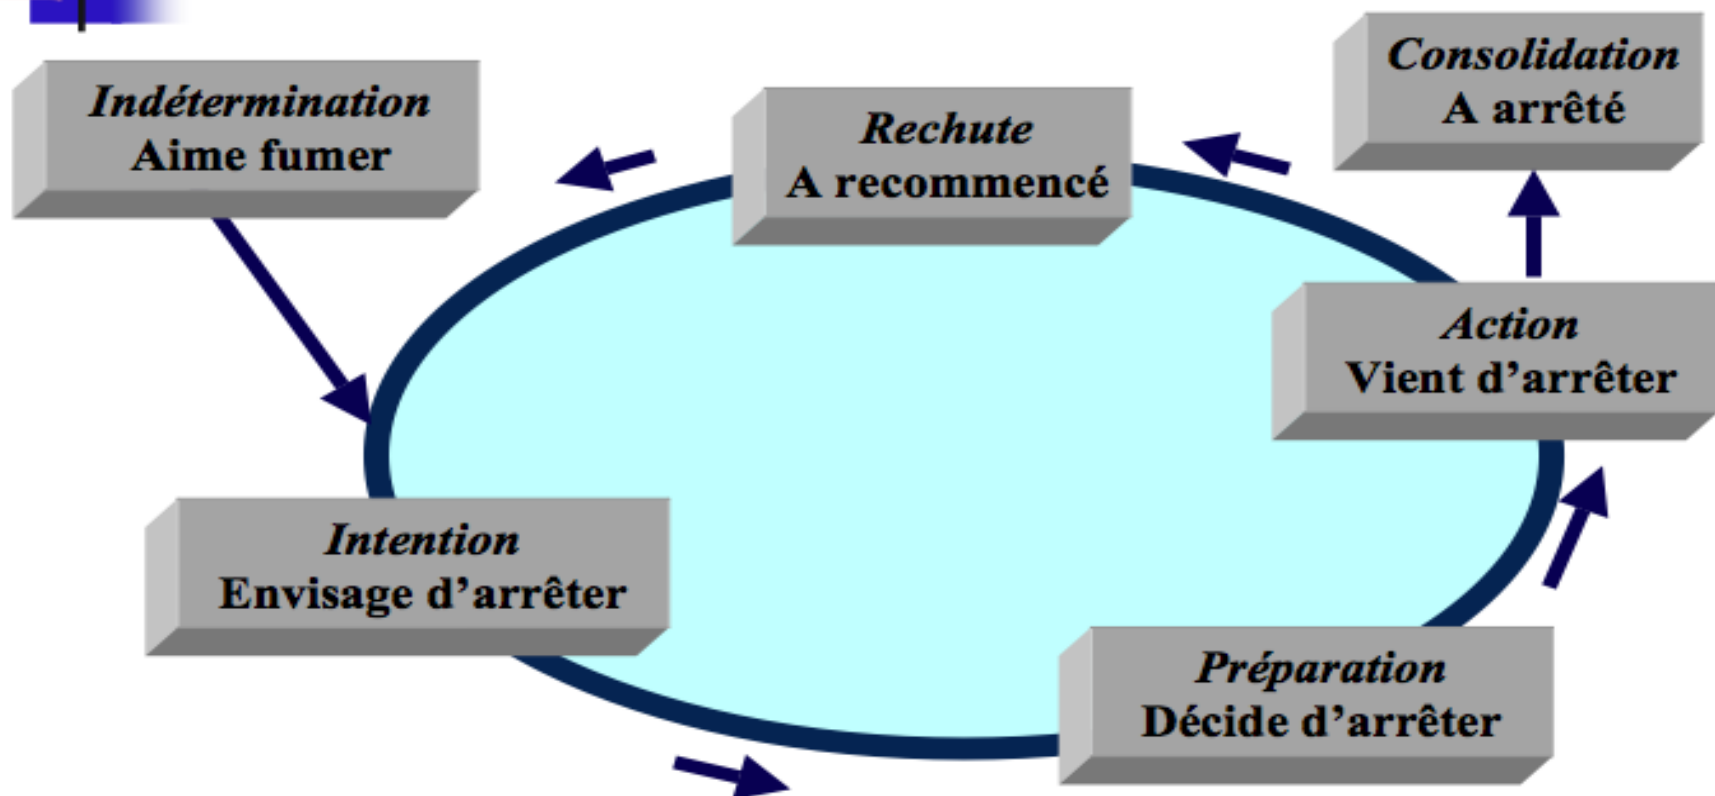 Indétermination
Aime fumer
Rechute
A recommencé
Consolidation
A arrêté
Action
Vient d’arrêter
Intention
Envisage d’arrêter
Préparation
Décide d’arrêter